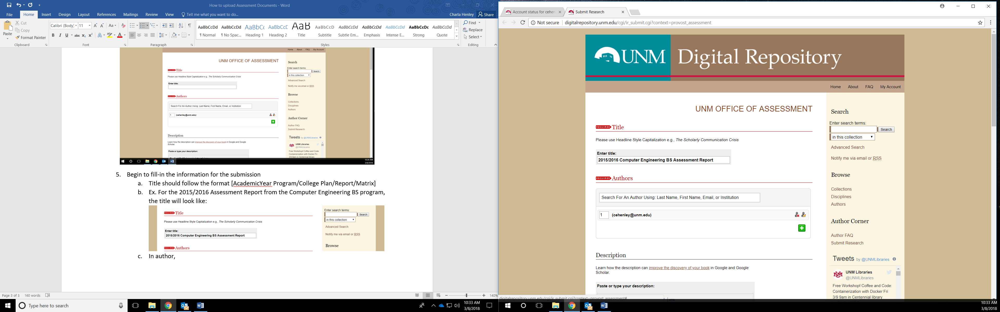 How to upload Assessment Documents - Word
File Home Insert Design Layout References Mailings Review View Tell me what you want to do... Charla Henley Share
Paste Cut Copy Format Painter Clipboard
Calibri (Body) 11 Font
Paragraph
AaBbCcDd AaBbCcDd AaBbC( AaBbCcE AaB AaBbCcD AaBbCcDd AaBbCcDd AaBbCcDd AaBbCcDc AaBbCcDd
¶ Normal ¶ No Spac... Heading 1 Heading 2 Title Subtitle Subtle Em... Emphasis Intense E... Strong Quote
Styles
Find
Replace
Select
Editing
Home About FAQ My Account
UNM OFFICE OF ASSESSMENT
REQUIRED Title
Please use Headline Style Capitalization e.g., The Scholarly Communication Crisis
Enter title:
REQUIRED Authors
Search For An Author Using: Last Name, First Name, Email, or Institution
1 (cehenley@unm.edu)
Description
Learn how the description can improve the discovery of your book in Google and Google
Scholar.
Paste or type your description:
Search
Enter search terms:
Search
in this collection
Advanced Search
Notify me via email or RSS
Browse
Collections
Disciplines
Authors
Author Corner
Author FAQ
Submit Research
Tweets by @UNMLibraries
UNM Libraries
@UNMLibraries
Free Workshop! Coffee and Code:
Containerization with Docker Fri
3/9 9am in Centennial library
10:26 AM
3/8/2018
5. Begin to fill-in the information for the submission
a. Title should follow the format [AcademicYear Program/College Plan/Report/Matrix]
b. Ex. For the 2015/2016 Assessment Report from the Computer Engineering BS program,
the title will look like:
REQUIRED Title
Please use Headline Style Capitalization e.g., The Scholarly Communication Crisis
Enter title:
2015/2016 Computer Engineering BS Assessment Report
REQUIRED Authors
Enter search terms:
Search
in this collection
Advanced Search
Notify me via email or RSS
Browse
c. In author,
Page 3 of 3 160 words 140%
Type here to search
10:33 AM
3/8/2018
Account status for cehen
Submit Research
Not secure digitalrepository.unm.edu/cgi/ir_submit.cgi?context=provost_assessment
UNM Digital Repository
Home About FAQ My Account
UNM OFFICE OF ASSESSMENT
REQUIRED Title
Please use Headline Style Capitalization e.g., The Scholarly Communication Crisis
Enter title:
2015/2016 Computer Engineering BS Assessment Report
REQUIRED Authors
Search For An Author Using: Last Name, First Name, Email, or Institution
1 (cehenley@unm.edu)
Description
Learn how the description can improve the discovery of your book in Google and Google
Scholar.
Paste or type your description:
Search
Enter search terms:
Search
in this collection
Advanced Search
Notify me via email or RSS
Browse
Collections
Disciplines
Authors
Author Corner
Author FAQ
Submit Research
Tweets by @UNMLibraries
UNM Libraries
@UNMLibraries
Free Workshop! Coffee and Code:
Containerization with Docker Fri
3/9 9am in Centennial library
digitalrepository.unm.edu/cgi/ir_submit.cgi?context=provost_assessment#
10:33 AM
3/8/2018